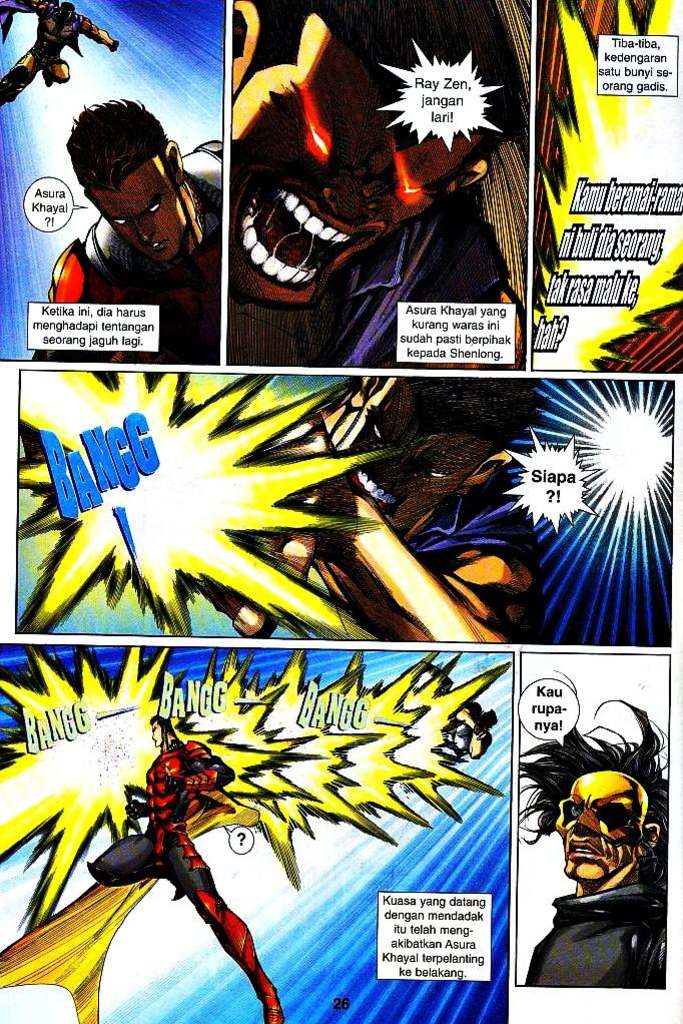 Asura
Khayal
?!
Ketika ini, dia harus
menghadapi tentangan
seorang jaguh lagi.
Ray Zen,
jangan
lari!
Asura Khayal yang
kurang waras ini
sudah pasti berpihak
kepada Shenlong.
Tiba-tiba,
kedengaran
satu bunyi se-
orang gadis.
Kamu beramai-ramai
ni buli dia seorang,
tak rasa malu ke,
hah?
BANGG
!
Siapa
?!
BANGG
BANGG
BANGG
?
Kuasa yang datang
dengan mendadak
itu telah meng-
akibatkan Asura
Khayal terpelanting
ke belakang.
Kau
rupa-
nya!
26